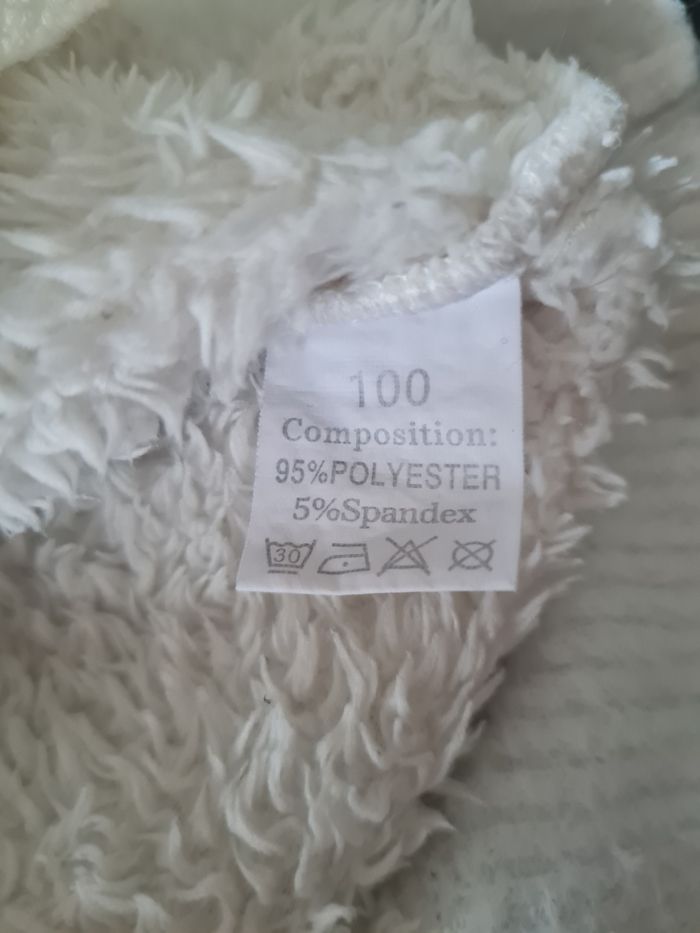 100
Composition:
95%POLYESTER
5%Spandex
30